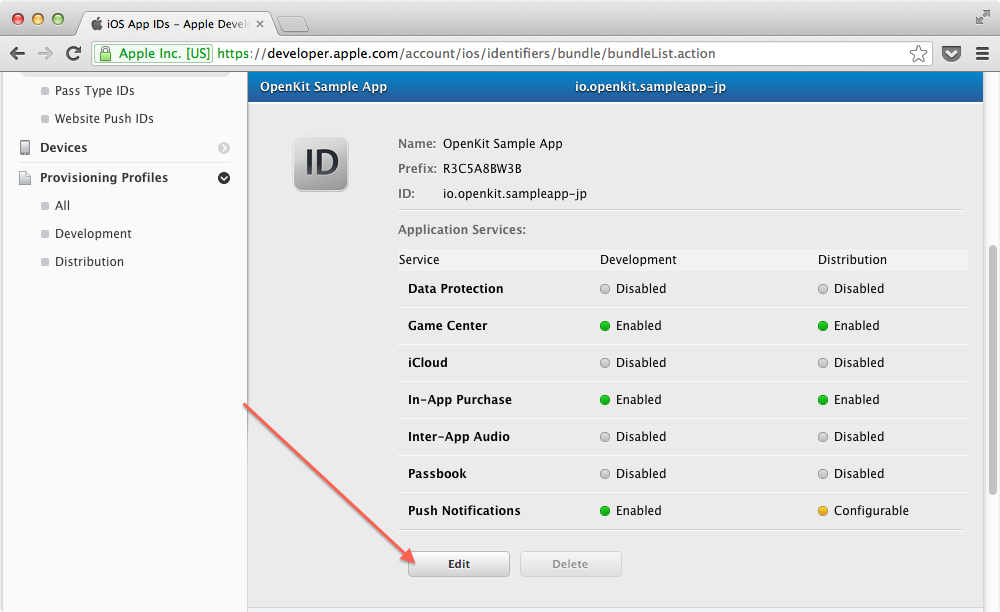 iOS App IDs – Apple Devel
Apple Inc. [US] https://developer.apple.com/account/ios/identifiers/bundle/bundleList.action
Pass Type IDs
Website Push IDs
Devices
Provisioning Profiles
All
Development
Distribution
OpenKit Sample App io.openkit.sampleapp-jp
ID
Name: OpenKit Sample App
Prefix: R3C5A8BW3B
ID: io.openkit.sampleapp-jp
Application Services:
Service Development Distribution
Data Protection Disabled Disabled
Game Center Enabled Enabled
iCloud Disabled Disabled
In-App Purchase Enabled Enabled
Inter-App Audio Disabled Disabled
Passbook Disabled Disabled
Push Notifications Enabled Configurable
Edit Delete